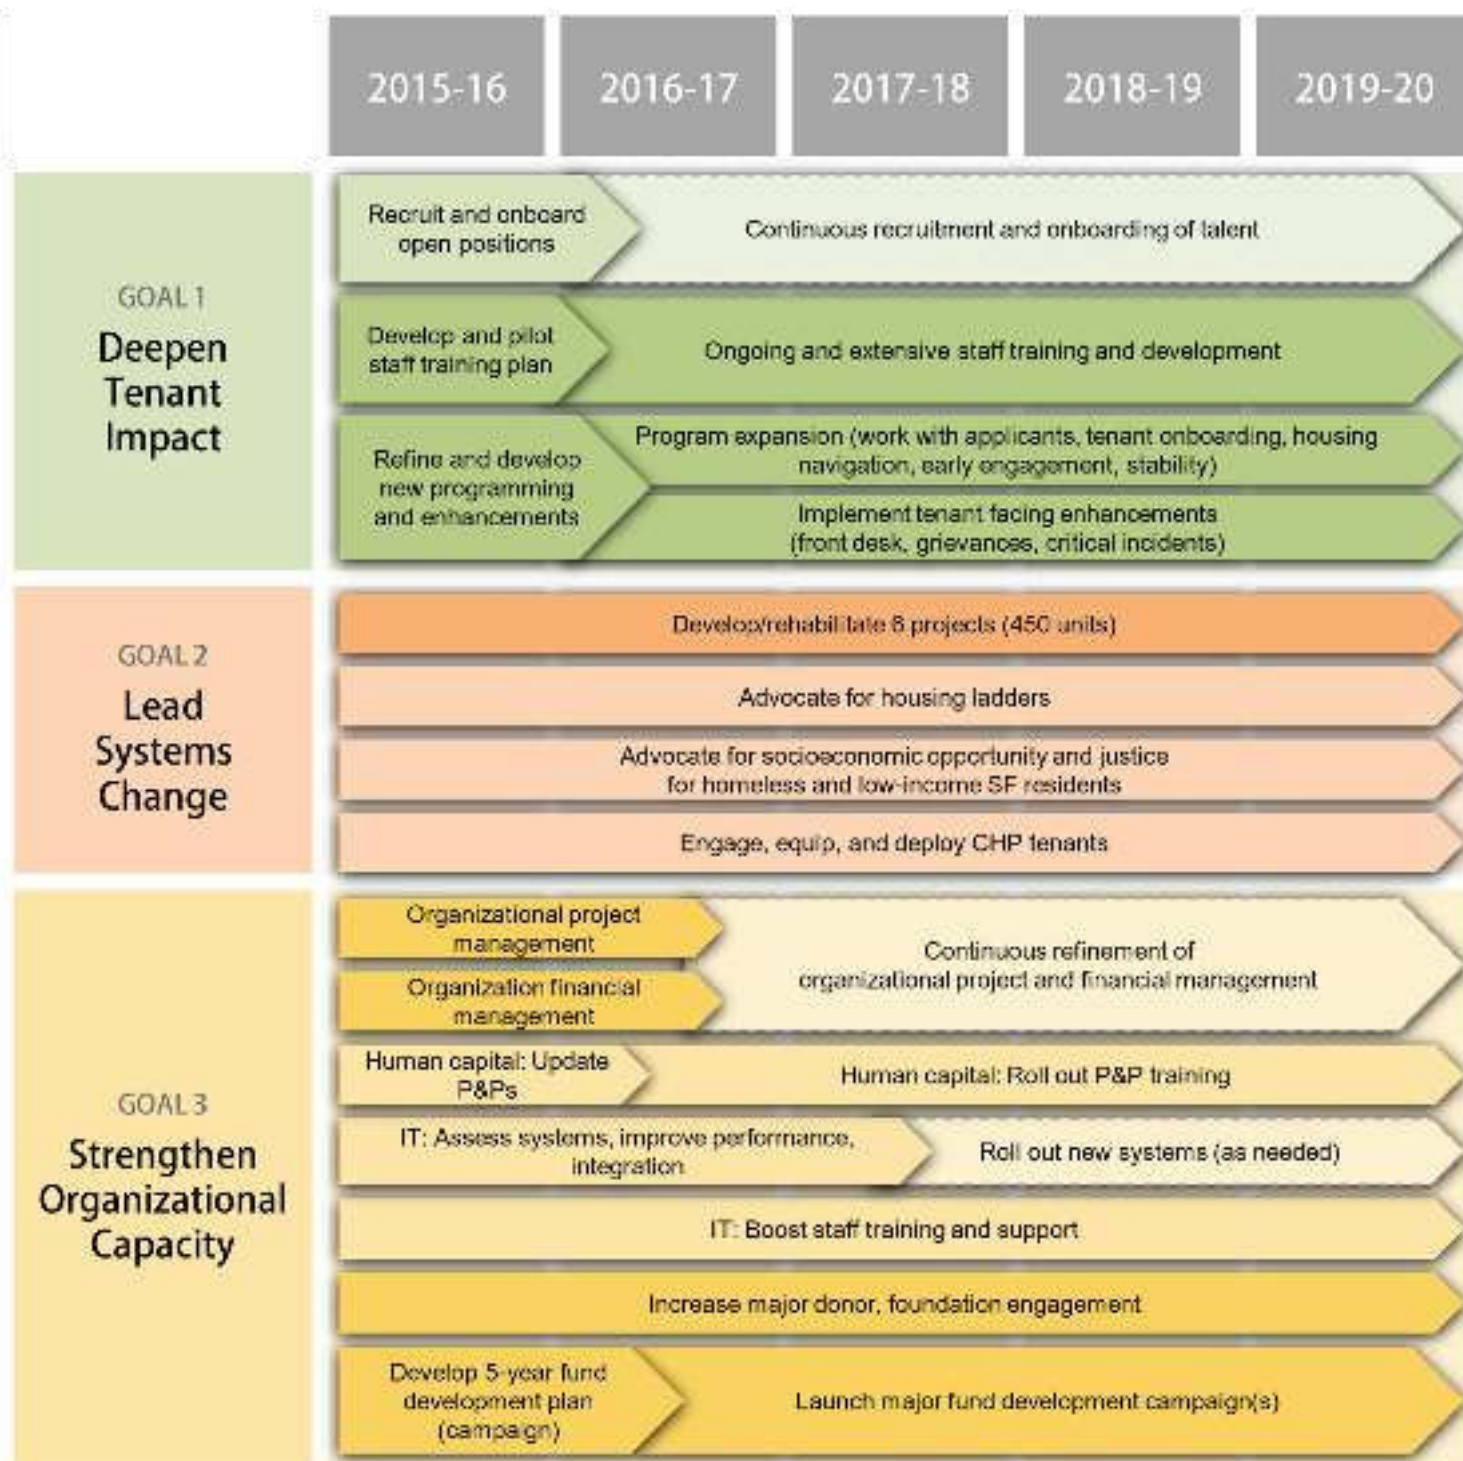 2015-16 2016-17 2017-18 2018-19 2019-20
GOAL 1
Deepen
Tenant
Impact
Recruit and onboard
open positions
Continuous recruitment and onboarding of talent
Develop and pilot
staff training plan
Ongoing and extensive staff training and development
Refine and develop
new programming
and enhancements
Program expansion (work with applicants, tenant onboarding, housing
navigation, early engagement, stability)
Implement tenant facing enhancements
(front desk, grievances, critical incidents)
GOAL 2
Lead
Systems
Change
Develop/rehabilitate 6 projects (450 units)
Advocate for housing ladders
Advocate for socioeconomic opportunity and justice
for homeless and low-income SF residents
Engage, equip, and deploy CHP tenants
GOAL 3
Strengthen
Organizational
Capacity
Organizational project
management
Organization financial
management
Continuous refinement of
organizational project and financial management
Human capital: Update
P&Ps
Human capital: Roll out P&P training
IT: Assess systems, improve performance,
integration
Roll out new systems (as needed)
IT: Boost staff training and support
Increase major donor, foundation engagement
Develop 5-year fund
development plan
(campaign)
Launch major fund development campaign(s)